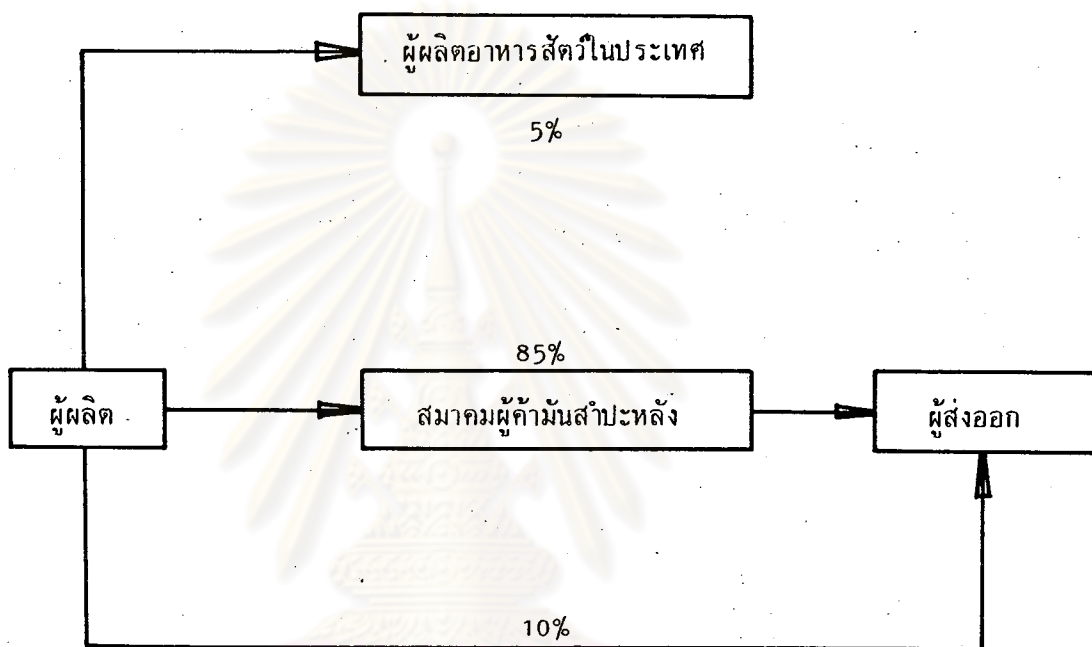 ผู้ผลิตอาหารสัตว์ในประเทศ
5%
85%
ผู้ผลิต
สมาคมผู้ค้ามันสำปะหลัง
ผู้ส่งออก
10%